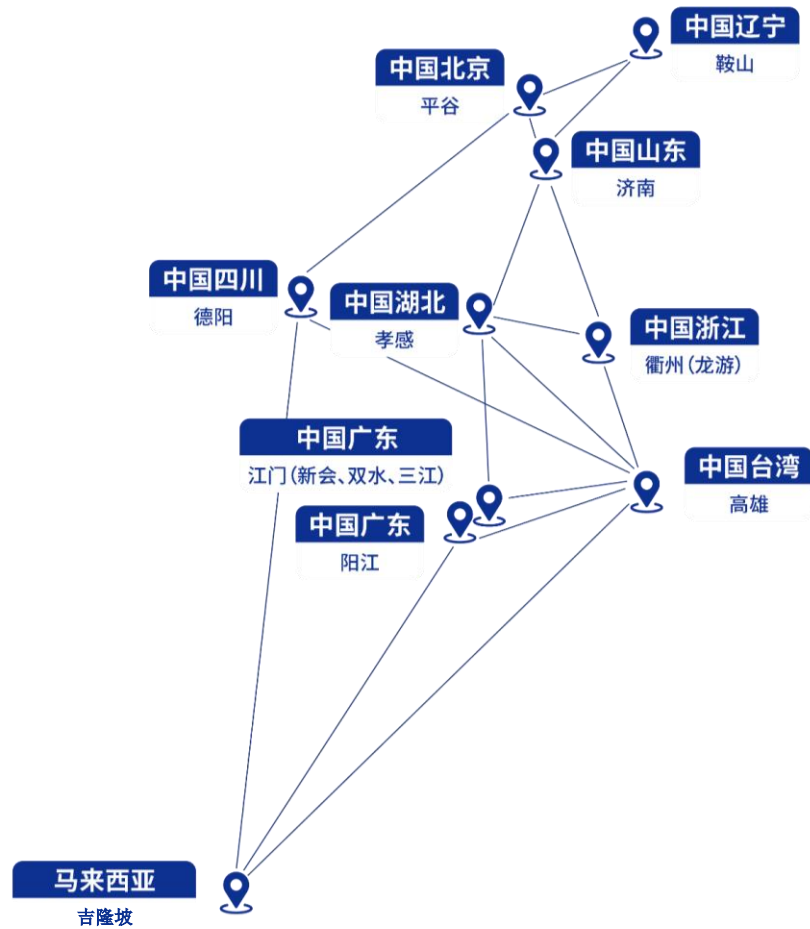 中国辽宁
鞍山
中国北京
平谷
中国山东
济南
中国四川
德阳
中国湖北
孝感
中国浙江
衢州(龙游)
中国广东
江门(新会、双水、三江)
中国台湾
高雄
中国广东
阳江
马来西亚
吉隆坡